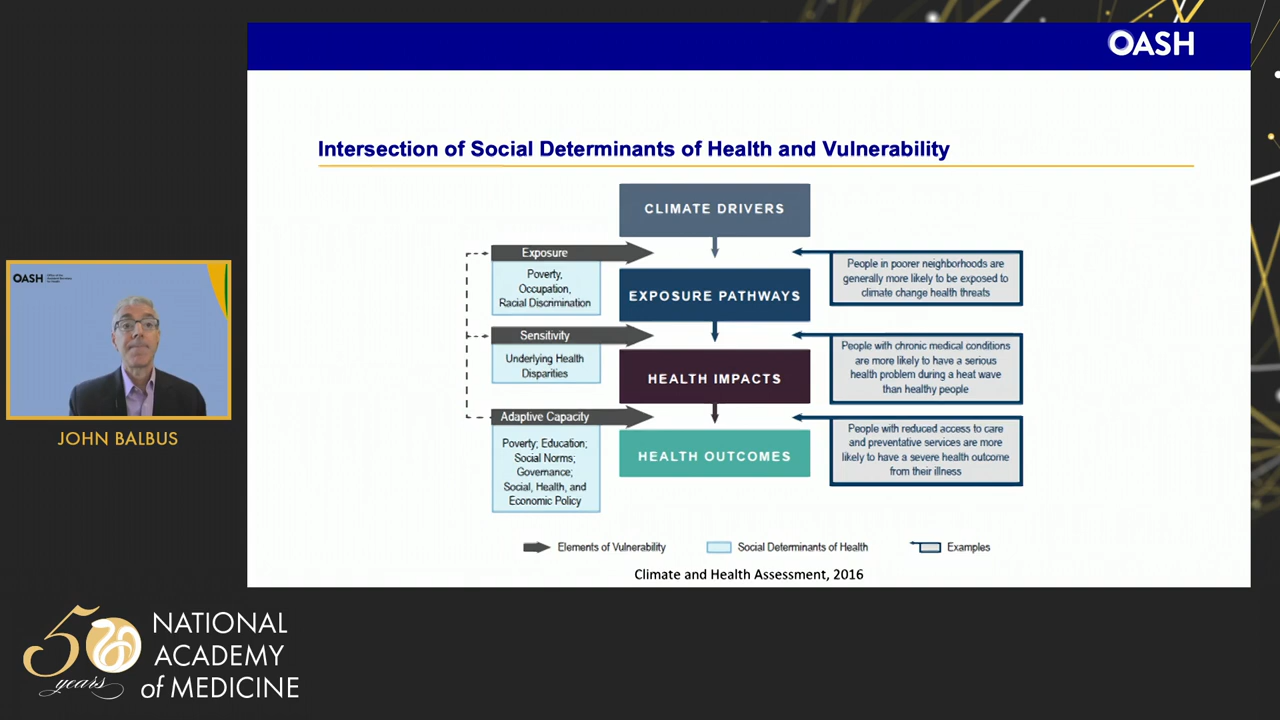 OASH
Intersection of Social Determinants of Health and Vulnerability
CLIMATE DRIVERS
Exposure
Poverty,
Occupation,
Racial Discrimination
EXPOSURE PATHWAYS
People in poorer neighborhoods are
generally more likely to be exposed to
climate change health threats
Sensitivity
Underlying Health
Disparities
HEALTH IMPACTS
People with chronic medical conditions
are more likely to have a serious
health problem during a heat wave
than healthy people
Adaptive Capacity
Poverty; Education;
Social Norms;
Governance;
Social, Health, and
Economic Policy
HEALTH OUTCOMES
People with reduced access to care
and preventative services are more
likely to have a severe health outcome
from their illness
Elements of Vulnerability
Social Determinants of Health
Examples
Climate and Health Assessment, 2016
OASH
JOHN BALBUS
50 years
NATIONAL
ACADEMY
of MEDICINE